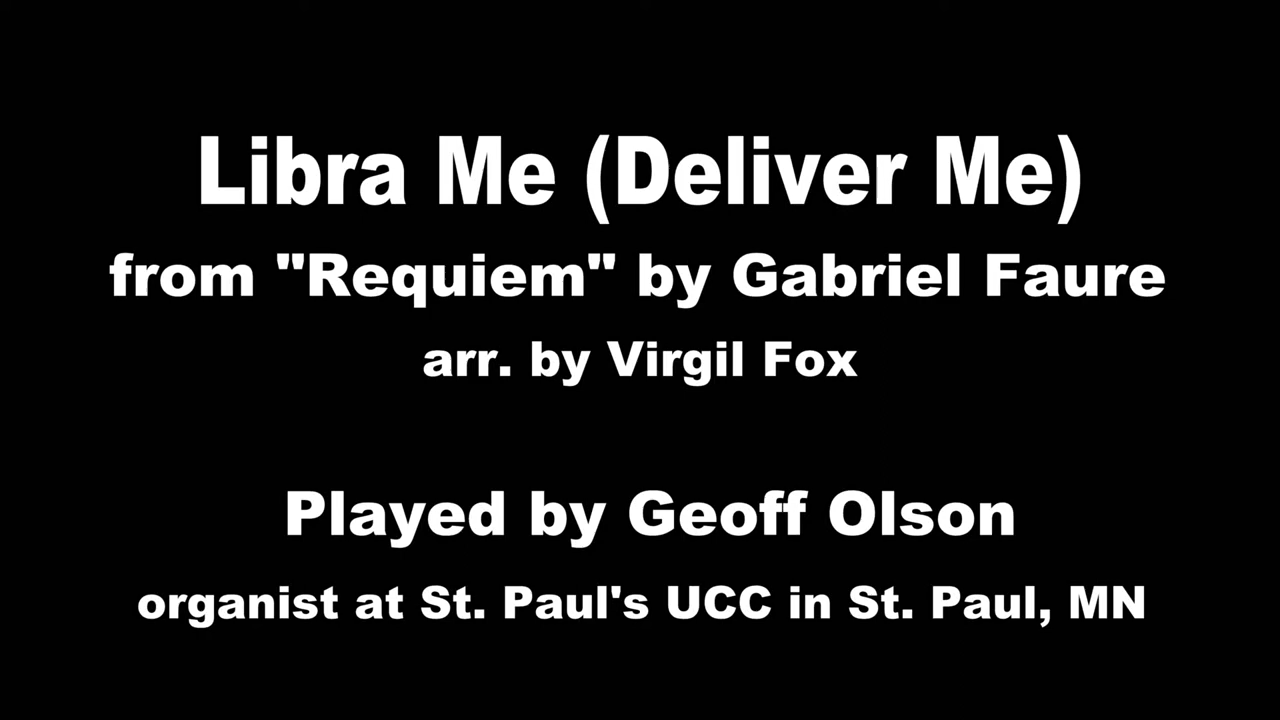 Libra Me (Deliver Me)
from "Requiem" by Gabriel Faure
arr. by Virgil Fox
Played by Geoff Olson
organist at St. Paul's UCC in St. Paul, MN